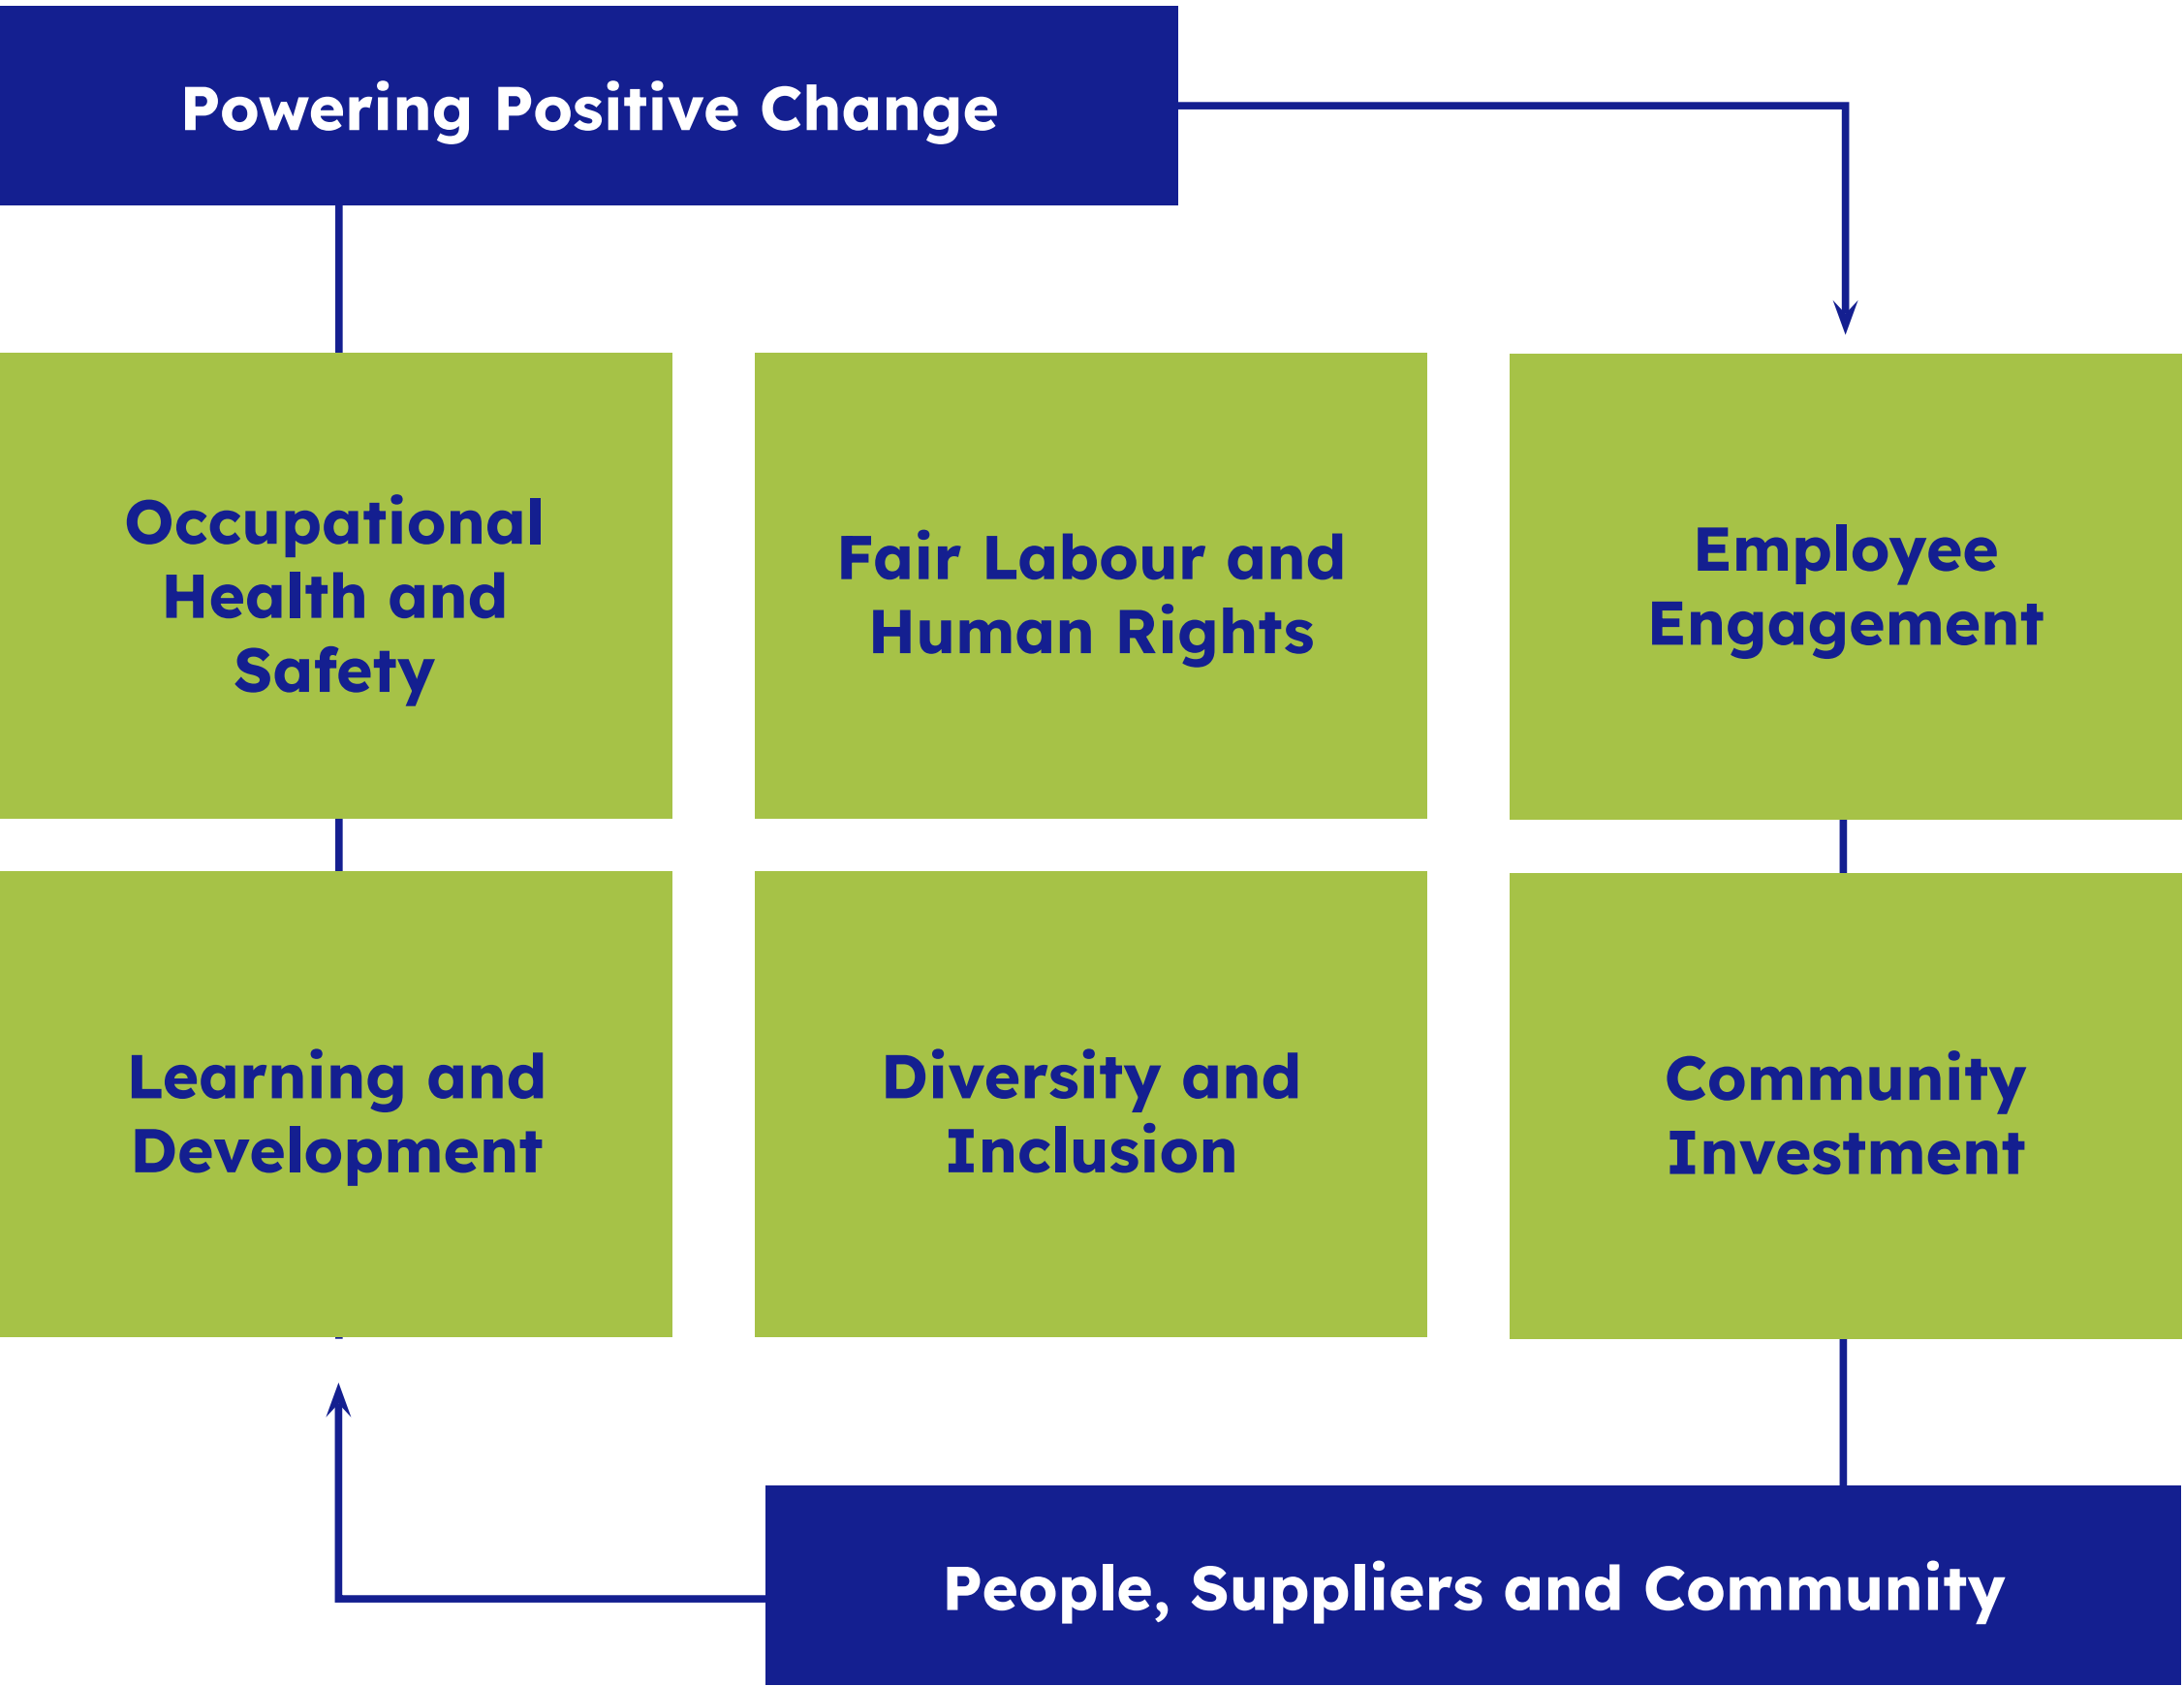 Powering Positive Change
Occupational
Health and
Safety
Fair Labour and
Human Rights
Employee
Engagement
Learning and
Development
Diversity and
Inclusion
Community
Investment
People, Suppliers and Community